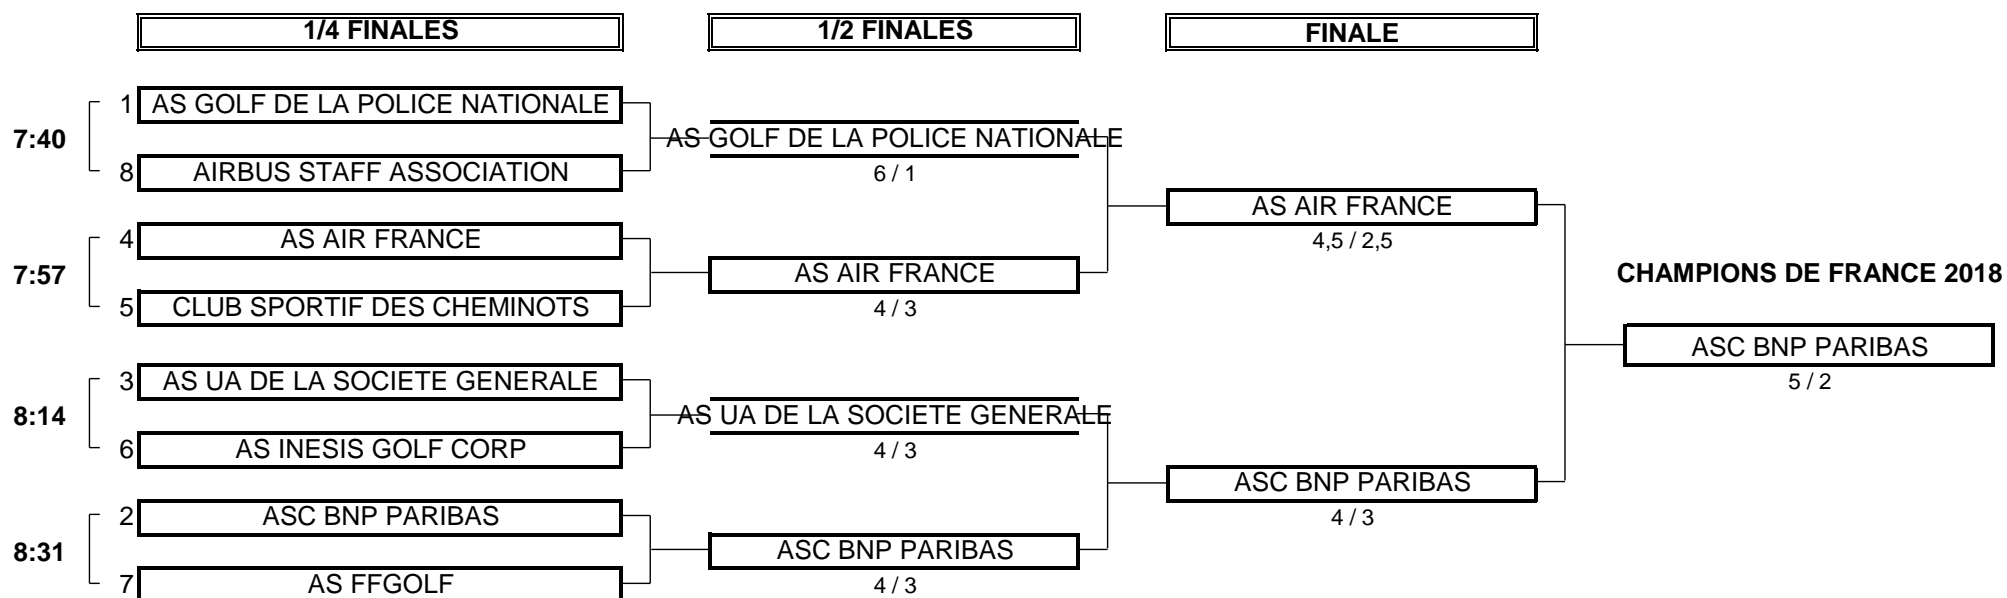 1/4 FINALES
1/2 FINALES
FINALE
1 AS GOLF DE LA POLICE NATIONALE
7:40
AS GOLF DE LA POLICE NATIONALE
8 AIRBUS STAFF ASSOCIATION
6 / 1
AS AIR FRANCE
4 AS AIR FRANCE
4,5 / 2,5
7:57
AS AIR FRANCE
CHAMPIONS DE FRANCE 2018
5 CLUB SPORTIF DES CHEMINOTS
4 / 3
ASC BNP PARIBAS
3 AS UA DE LA SOCIETE GENERALE
5 / 2
8:14
AS UA DE LA SOCIETE GENERALE
6 AS INESIS GOLF CORP
4 / 3
ASC BNP PARIBAS
2 ASC BNP PARIBAS
4 / 3
8:31
ASC BNP PARIBAS
7 AS FFGOLF
4 / 3